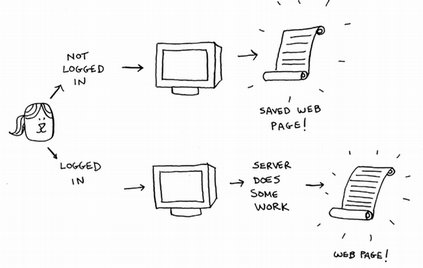 NOT
LOGGED
IN
SAVED WEB
PAGE!
LOGGED
IN
SERVER
DOES
SOME
WORK
WEB PAGE!